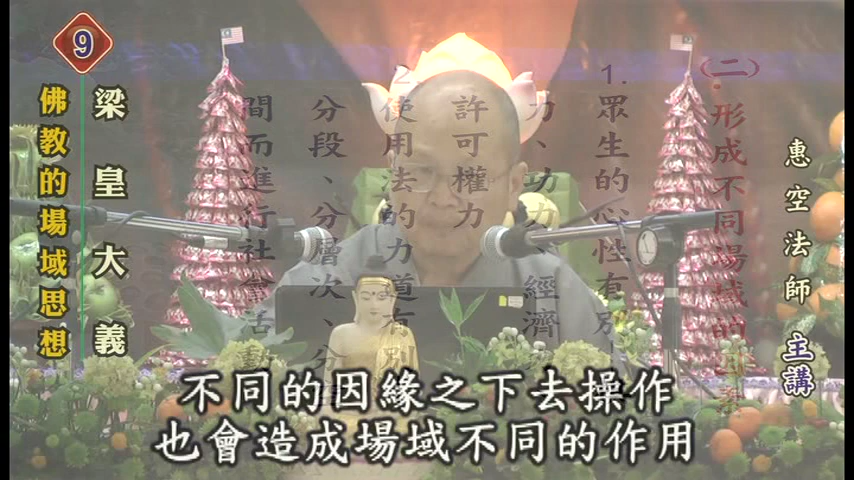 9
梁皇大義
佛教的場域思想
惠空法師 主講
(二)形成不同場域的
1.眾生的心性有別
力、功力、經濟
許可權力
2.使用法的力道有別
分段、分層次、分
間而進行社會活
不同的因緣之下去操作
也會造成場域不同的作用